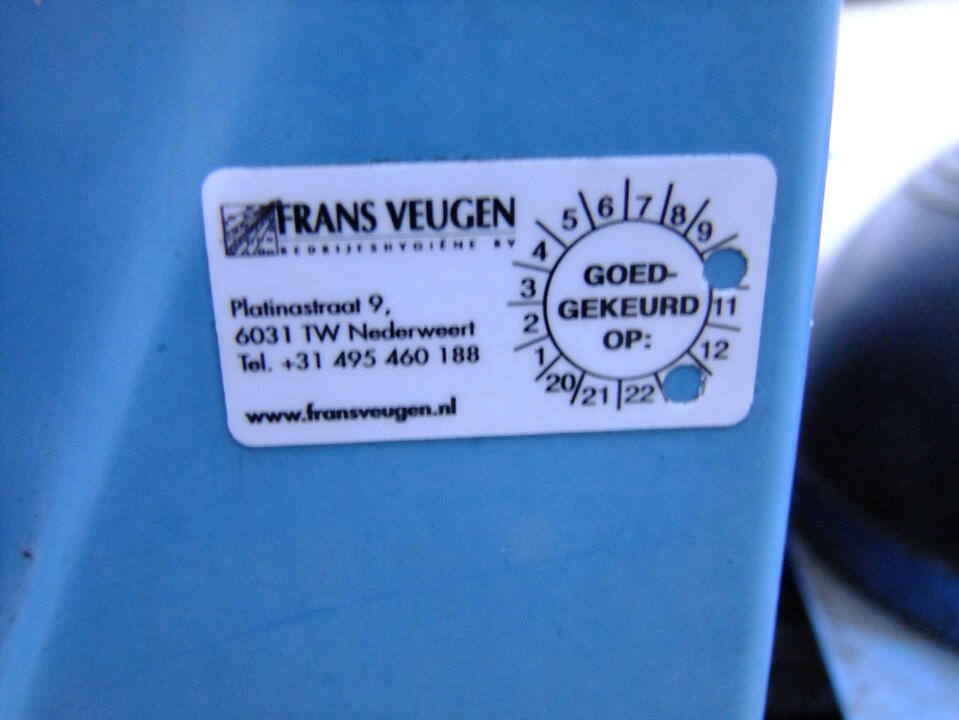 FRANS VEUGEN
BEDRIJFSHYGIËNE BV
Platinastraat 9,
6031 TW Nederweert
Tel. +31 495 460 188
www.fransveugen.nl
GOED-
GEKEURD
OP:
1
2
3
4
5
6
7
8
9
11
12
20
21
22